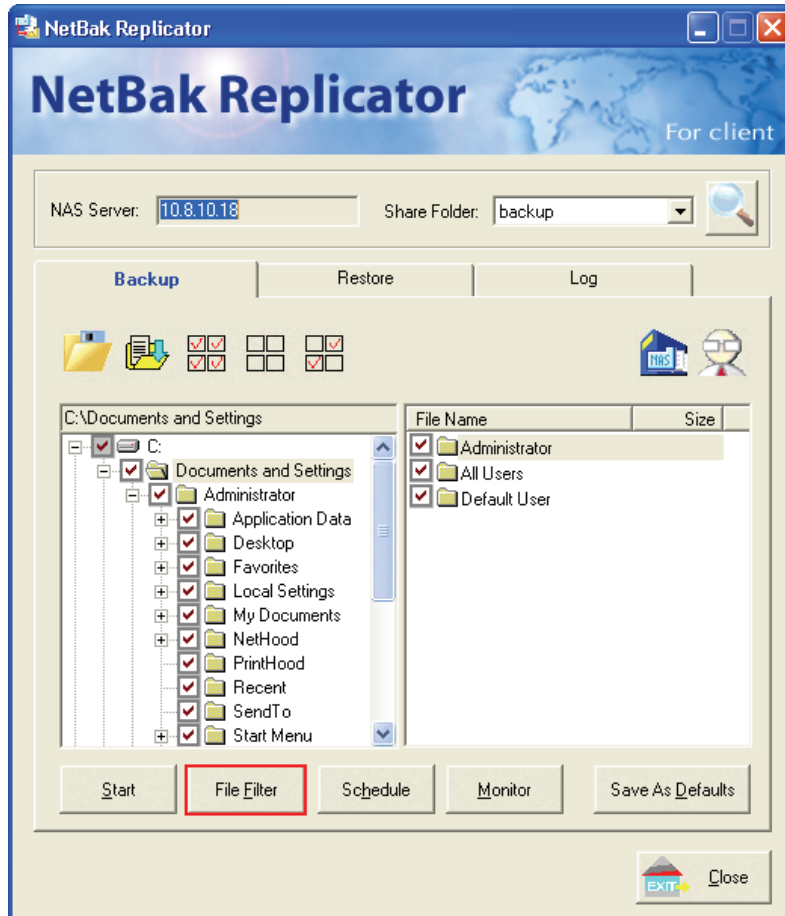 NetBak Replicator
NetBak Replicator
For client
NAS Server: 10.8.10.18 Share Folder: backup
Backup Restore Log
NAS
C:\Documents and Settings
File Name Size
C:
Documents and Settings
Administrator
Application Data
Desktop
Favorites
Local Settings
My Documents
NetHood
PrintHood
Recent
SendTo
Start Menu
Administrator
All Users
Default User
Start File Filter Schedule Monitor Save As Defaults
EXIT Close